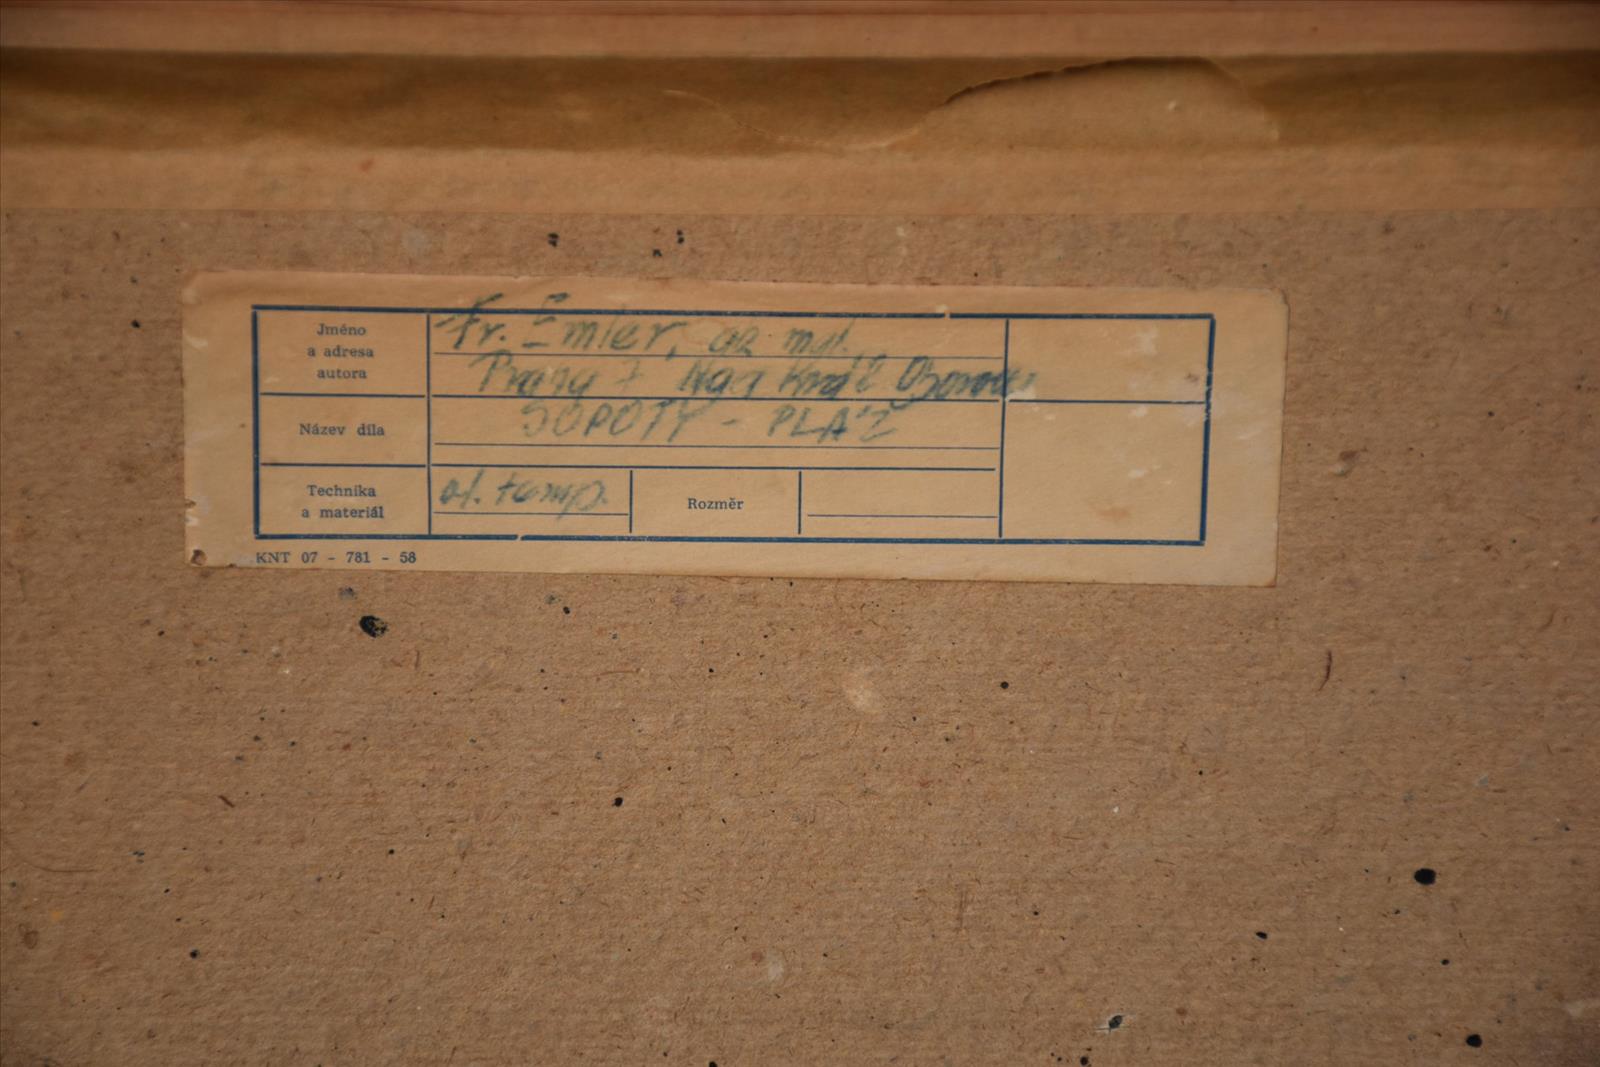 Jméno
a adresa
autora
Fr. Emler, ak. mal.
Praha 7
Název díla
SOPOTY - PLÁŽ
Technika
a materiál
ol. temp.
Rozměr
KNT 07 - 781 - 58